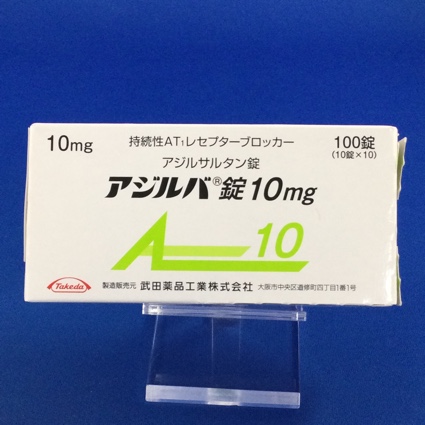 10mg
持続性AT₁レセプターブロッカー
100錠
(10錠×10)
アジルサルタン錠
アジルバ®錠10mg
A 10
Takeda
製造販売元 武田薬品工業株式会社 大阪市中央区道修町四丁目1番1号